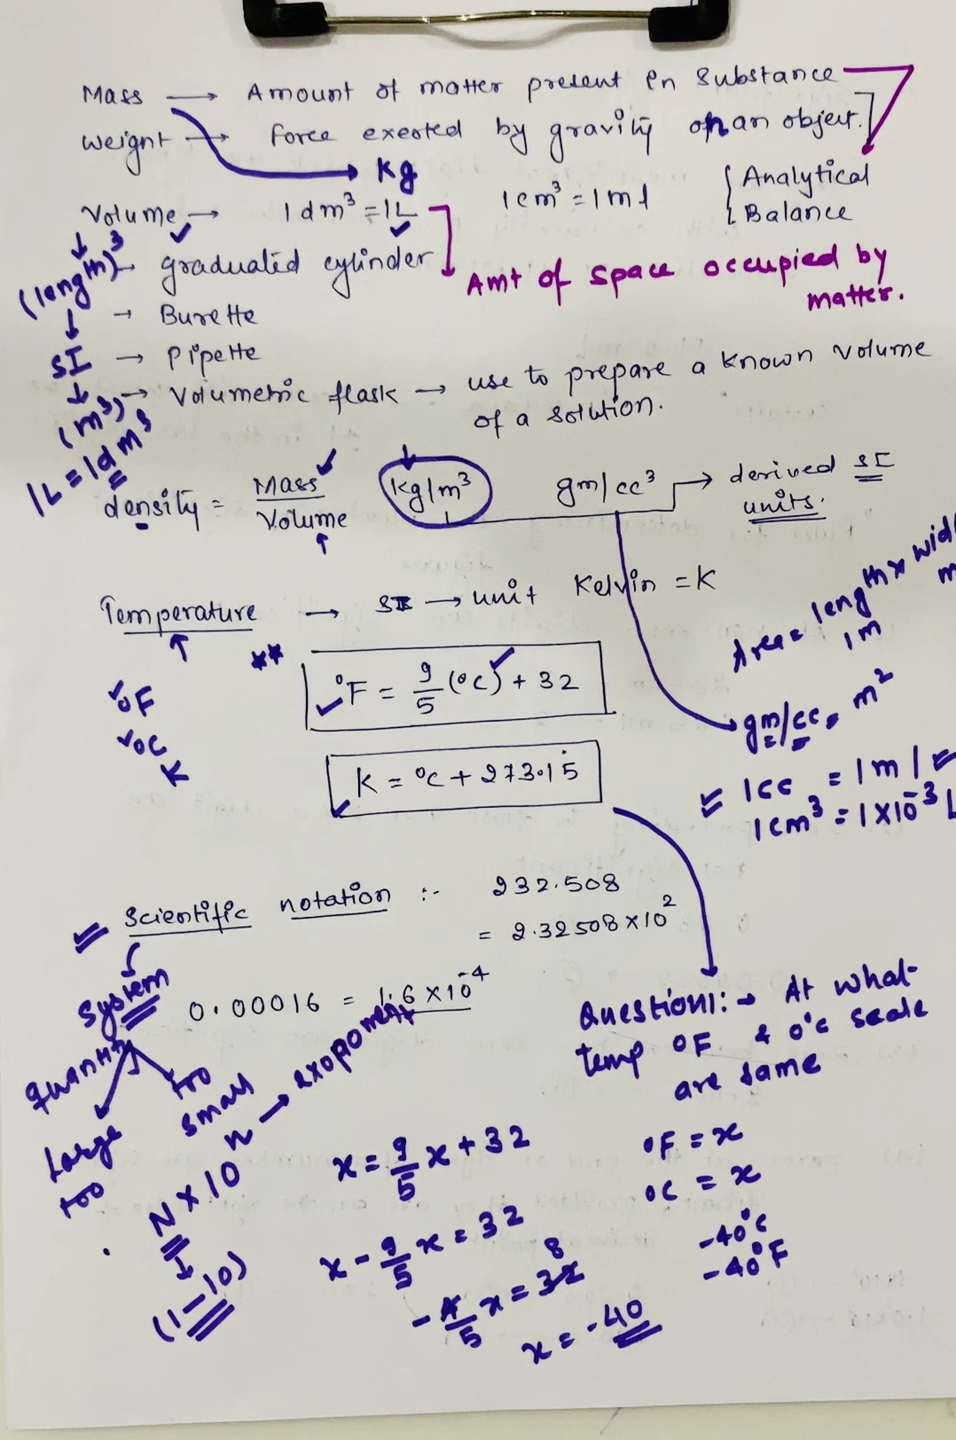 Mass → Amount of matter present in substance
Weight → Force exerted by gravity on an object.
Kg
{Analytical
Balance
Volume → 1dm³ = 1L
1cm³ = 1ml
→ graduated cylinder
Amt of space occupied by
matter.
(length)³
→ Burette
SI → Pipette
(m³)
→ Volumetric flask → use to prepare a known volume
of a solution.
1L = 1dm³
density = Mass/Volume
kg/m³
gm/cc³ → derived SI
units.
Temperature → SI → unit Kelvin = K
Area = length x
1m
°F
°C
K
** °F = 9/5 (°C) + 32
gm/cc = m²
K = °C + 273.15
1cc = 1ml
1cm³ = 1X10⁻³ L
Scientific notation :- 232.508
= 2.32508 X 10²
0.00016 = 1.6 X 10⁻⁴
System
too
small
Large
too
n → exoponent
N X 10
(1-10)
Question1:→ At what
temp °F & 0°c scale
are same
°F = x
°C = x
x = 9/5 x + 32
x - 9/5 x = 32
- 4/5 x = 32 8
x = -40
-40°C
-40°F